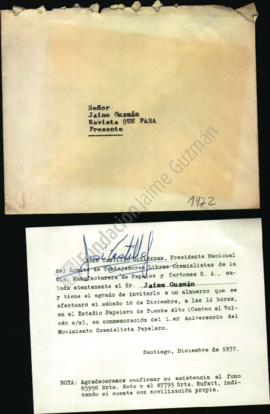 Señor
Jaime Guzmán
Revista QUE PASA
Presente
1972
Fundación Jaime Guzmán
José Castillo, Presidente Nacional
del Comité de Trabajadores Libres Gremialistas de la
Cía. Manufacturera de Papeles y Cartones S. A., sa-
luda atentamente al Sr. Jaime Guzmán
y tiene el agrado de invitarlo a un almuerzo que se
efectuará el sábado 16 de Diciembre, a las 14 horas,
en el Estadio Papelero de Puente Alto (Camino al Vol-
cán s/n), en conmemoración del 1.er Aniversario del
Movimiento Gremialista Papelero.
Santiago, Diciembre de 1972.
NOTA: Agradeceremos confirmar su asistencia al fono
65956 Srta. Soto o al 87795 Srta. Rufatt, indi-
cando si cuenta con movilización propia.